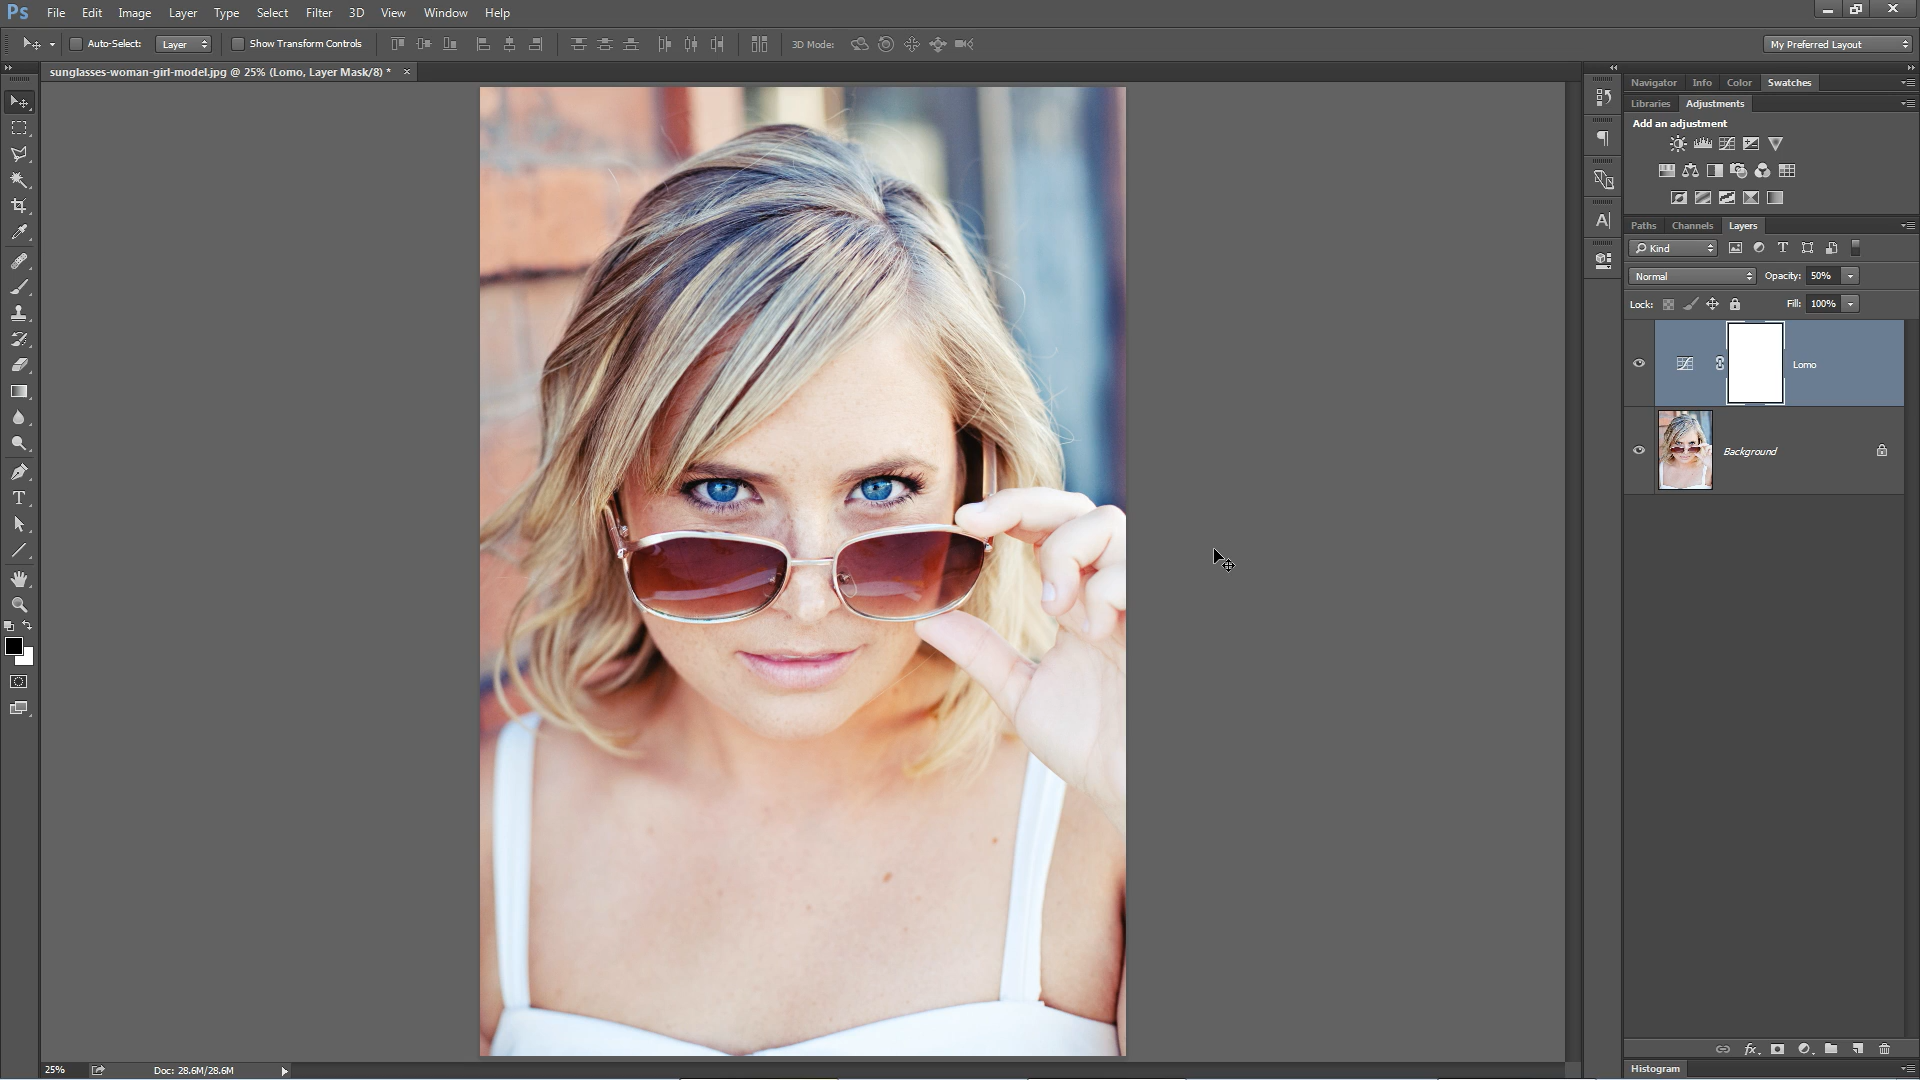 Ps File Edit Image Layer Type Select Filter 3D View Window Help
Auto-Select: Layer Show Transform Controls 3D Mode: My Preferred Layout
sunglasses-woman-girl-model.jpg @ 25% (Lomo, Layer Mask/8) * ×
Navigator Info Color Swatches
Libraries Adjustments
Add an adjustment
Paths Channels Layers
Kind T
Normal Opacity: 50%
Lock: Fill: 100%
Lomo
Background
A
T
fx
25% Doc: 28.6M/28.6M
Histogram